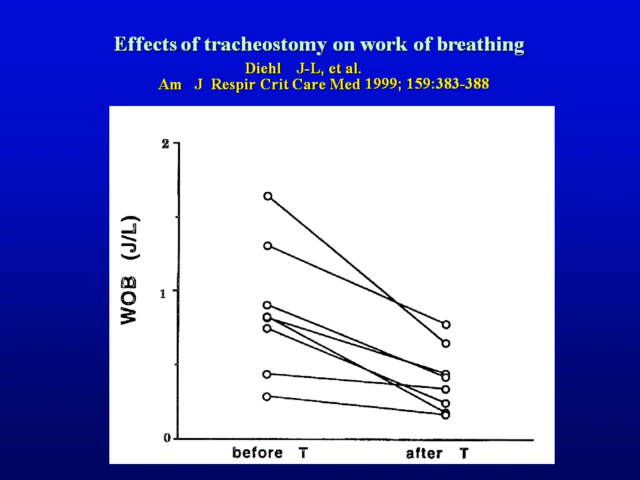 Effects of tracheostomy on work of breathing
Diehl J-L, et al.
Am J Respir Crit Care Med 1999; 159:383-388
2
1
0
WOB (J/L)
before T
after T